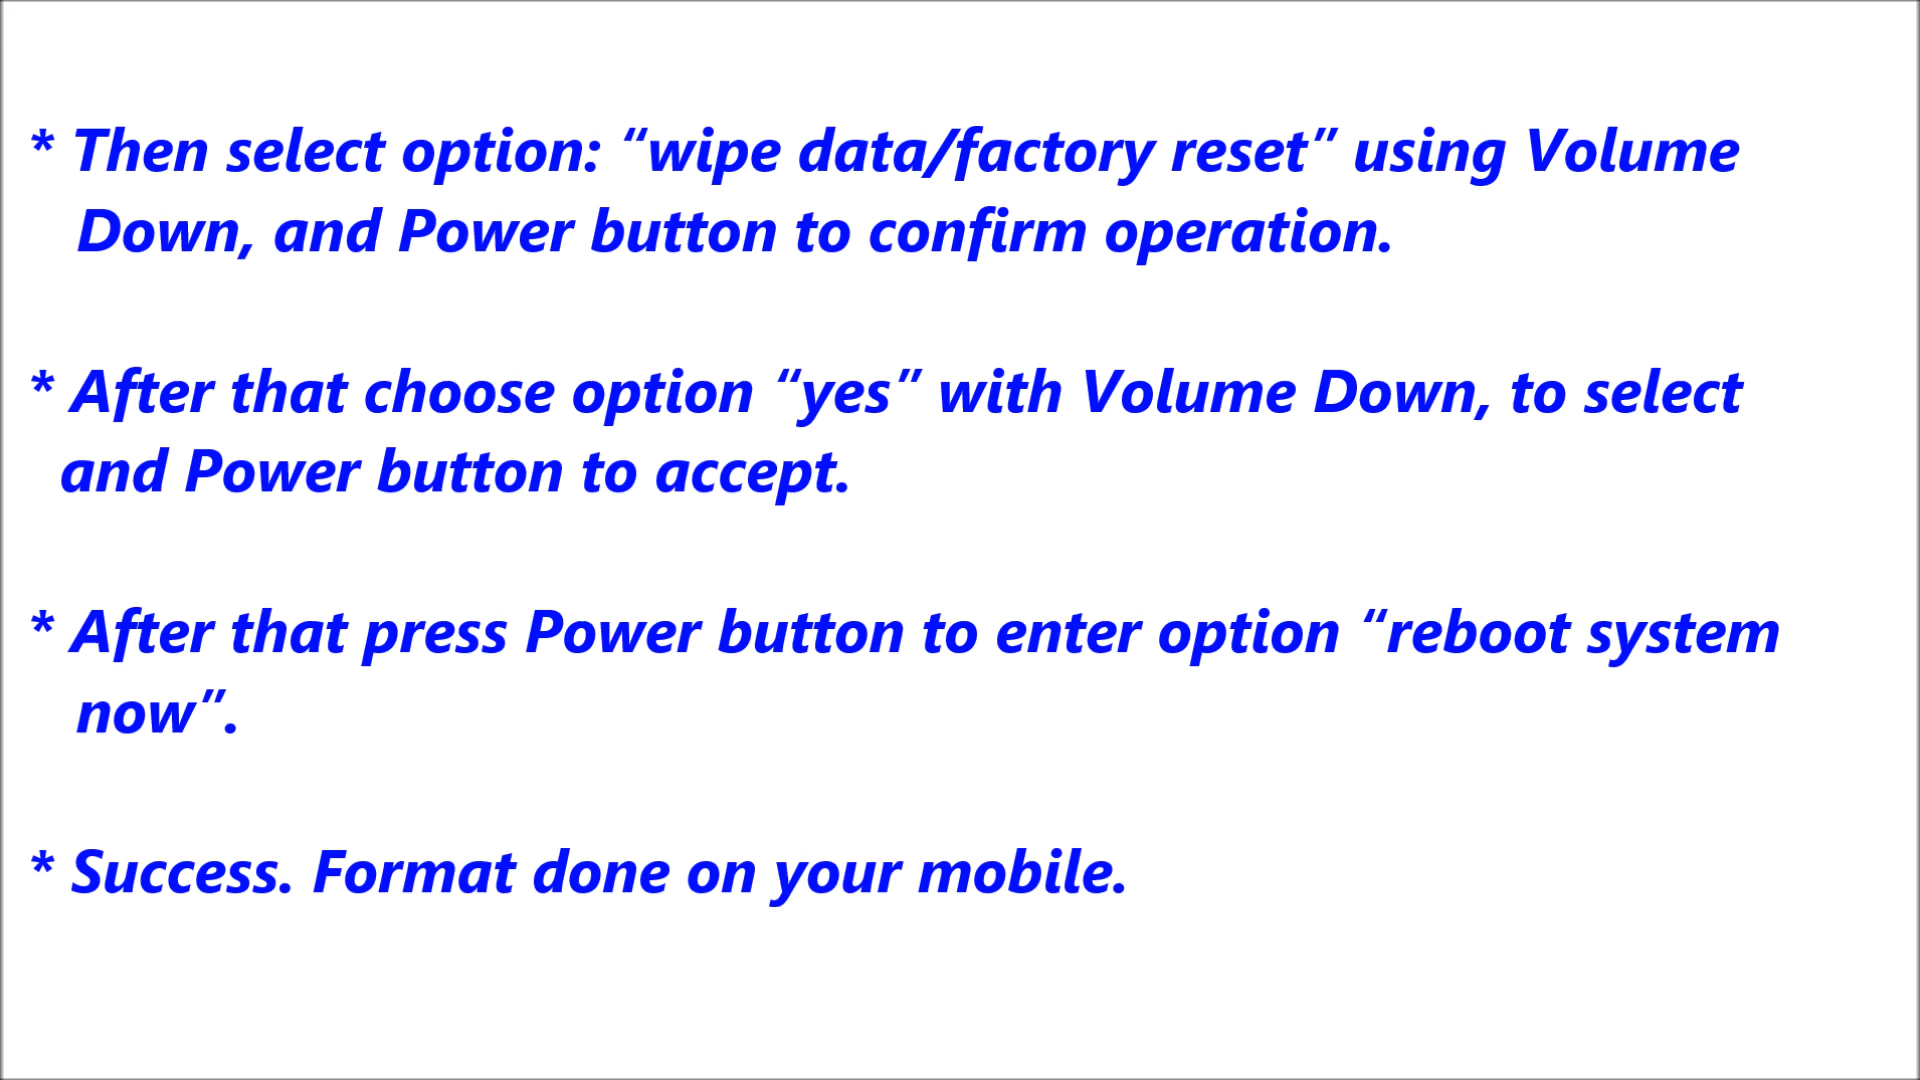 * Then select option: “wipe data/factory reset” using Volume
Down, and Power button to confirm operation.
* After that choose option “yes” with Volume Down, to select
and Power button to accept.
* After that press Power button to enter option “reboot system
now”.
* Success. Format done on your mobile.